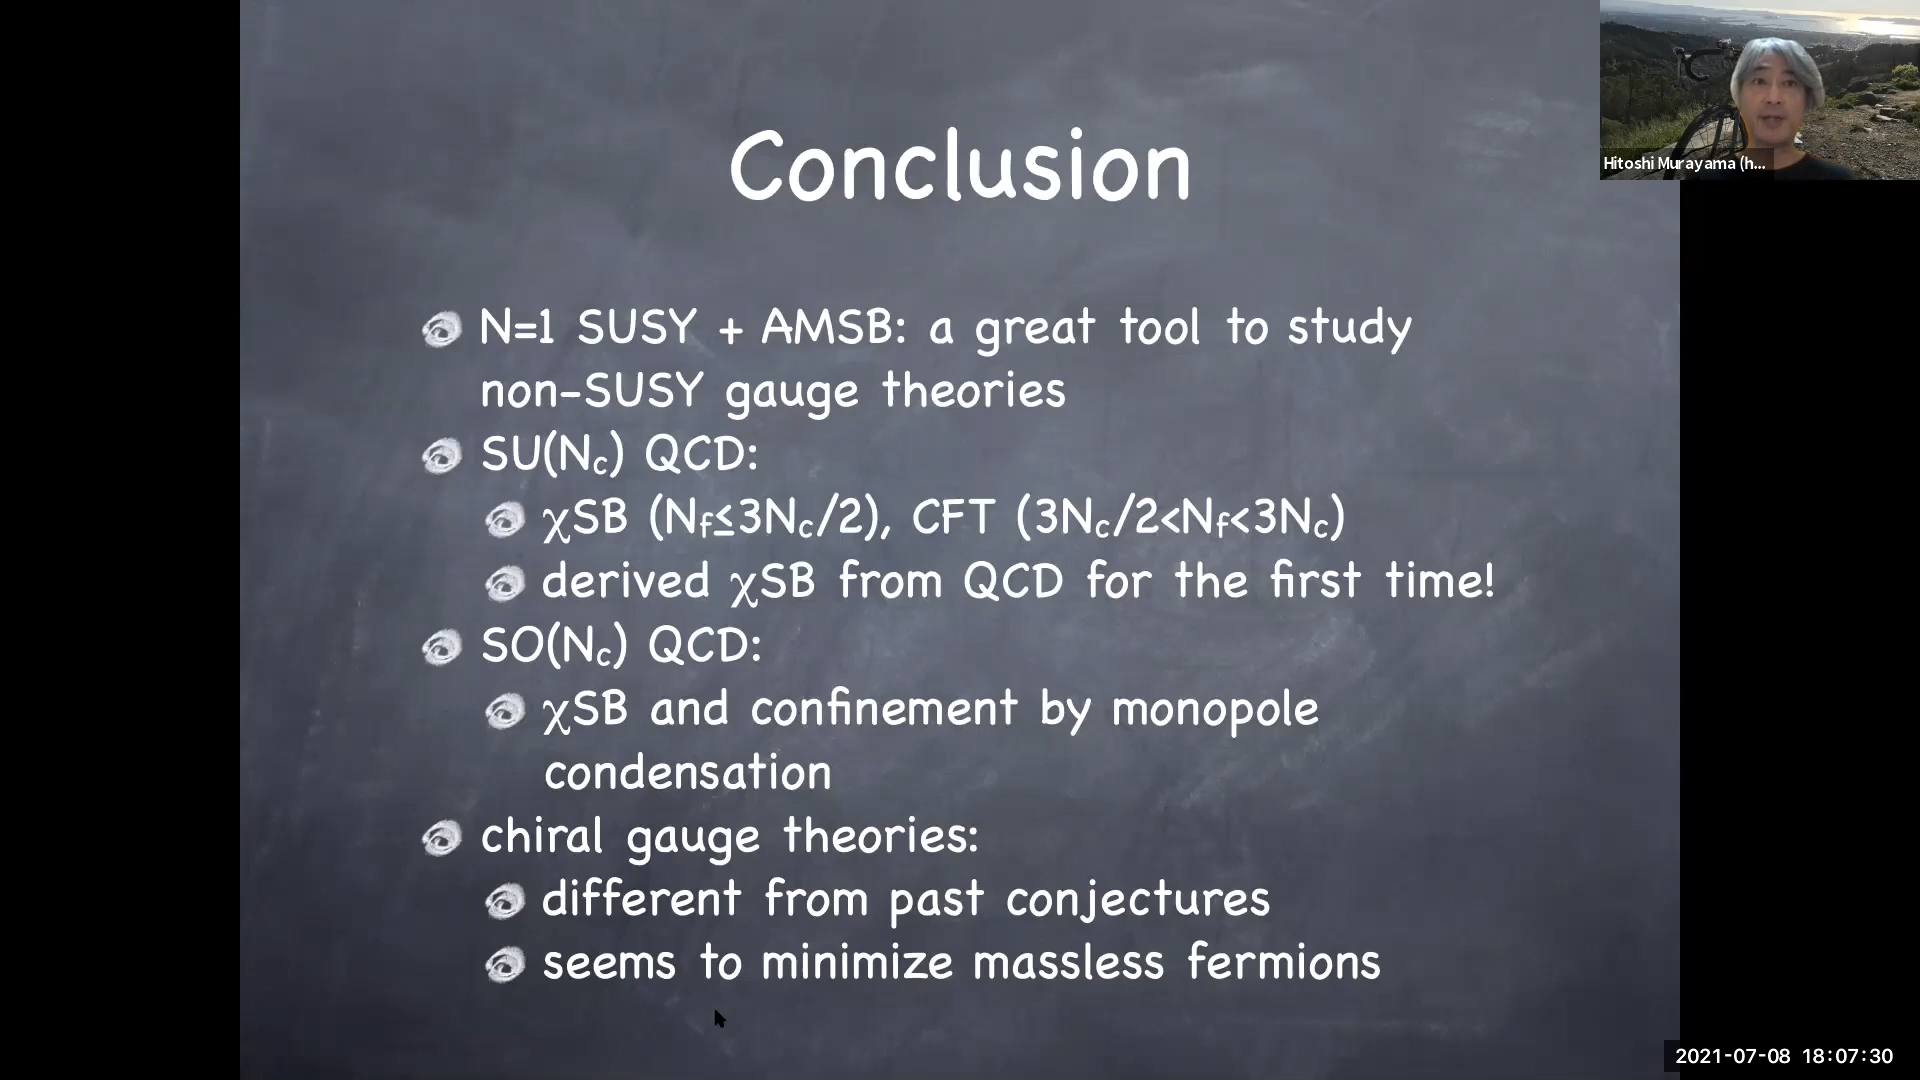 Conclusion
N=1 SUSY + AMSB: a great tool to study
non-SUSY gauge theories
SU(Nc) QCD:
χSB (Nf≤3Nc/2), CFT (3Nc/2<Nf<3Nc)
derived χSB from QCD for the first time!
SO(Nc) QCD:
χSB and confinement by monopole
condensation
chiral gauge theories:
different from past conjectures
seems to minimize massless fermions
Hitoshi Murayama (h...
2021-07-08 18:07:30